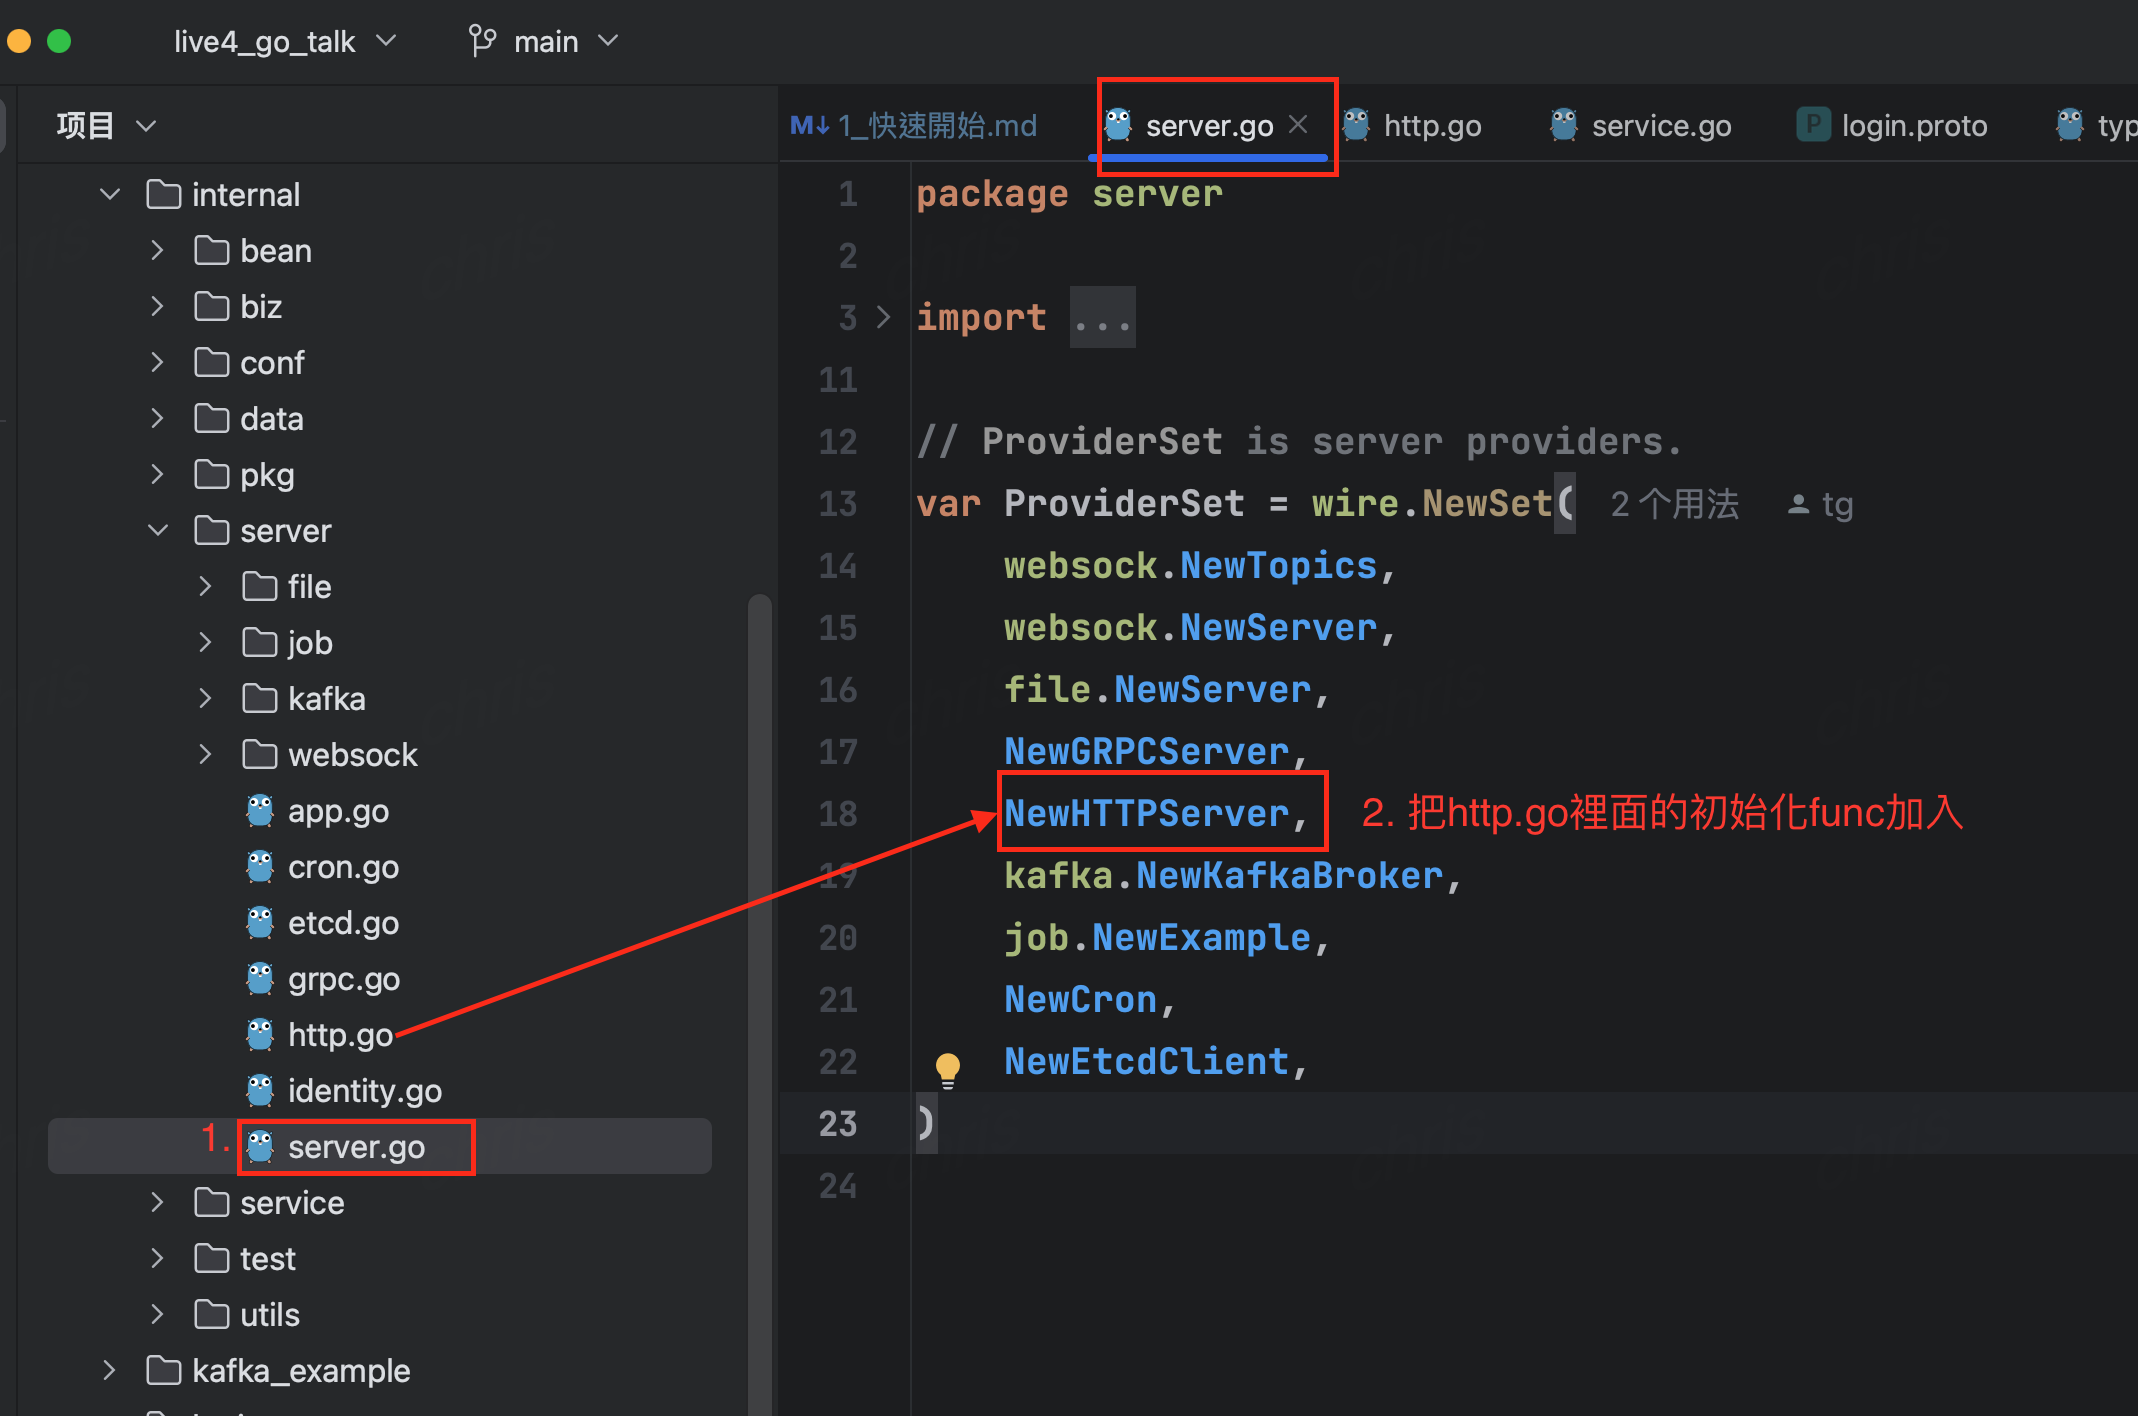 live4_go_talk main
项目
internal
bean
biz
conf
data
pkg
server
file
job
kafka
websock
app.go
cron.go
etcd.go
grpc.go
http.go
identity.go
1. server.go
service
test
utils
kafka_example
M↓ 1_快速開始.md server.go http.go service.go P login.proto typ
1 package server
2
3 import ...
11
12 // ProviderSet is server providers.
13 var ProviderSet = wire.NewSet( 2 个用法 tg
14 websock.NewTopics,
15 websock.NewServer,
16 file.NewServer,
17 NewGRPCServer,
18 NewHTTPServer, 2. 把http.go裡面的初始化func加入
19 kafka.NewKafkaBroker,
20 job.NewExample,
21 NewCron,
22 NewEtcdClient,
23 )
24
chris
chris
chris
chris
chris
chris